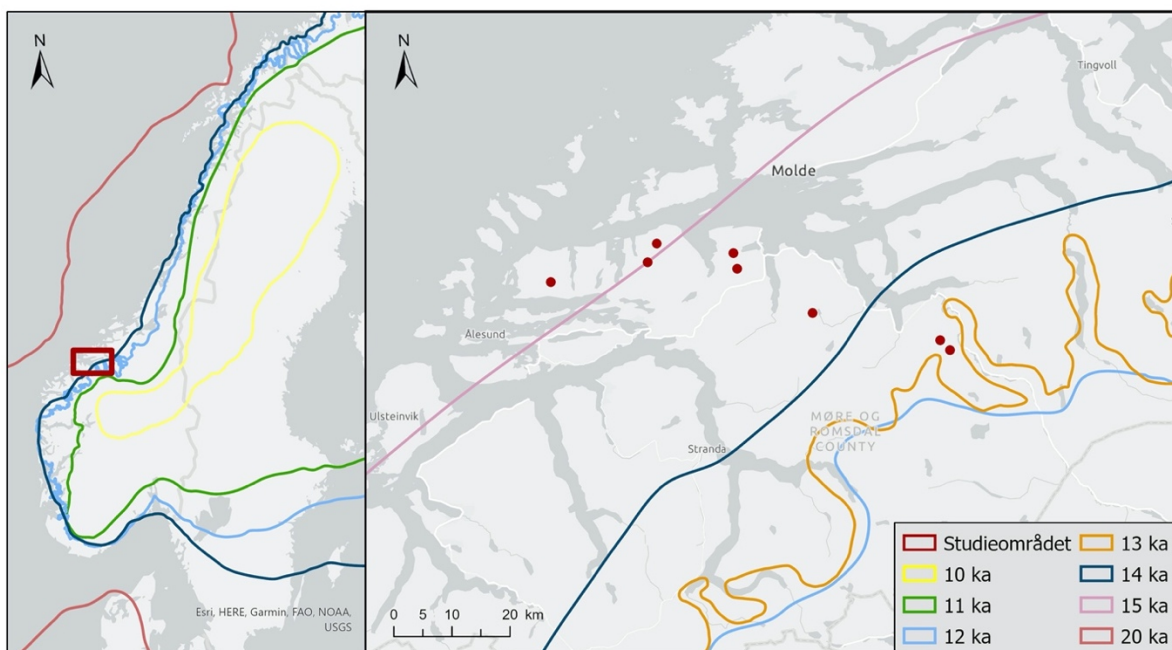 N
Esri, HERE, Garmin, FAO, NOAA,
USGS
N
Tingvoll
Molde
Ålesund
Ulsteinvik
MØRE OG
ROMSDAL
COUNTY
Stranda
0 5 10 20 km
Studieområdet
10 ka
11 ka
12 ka
13 ka
14 ka
15 ka
20 ka